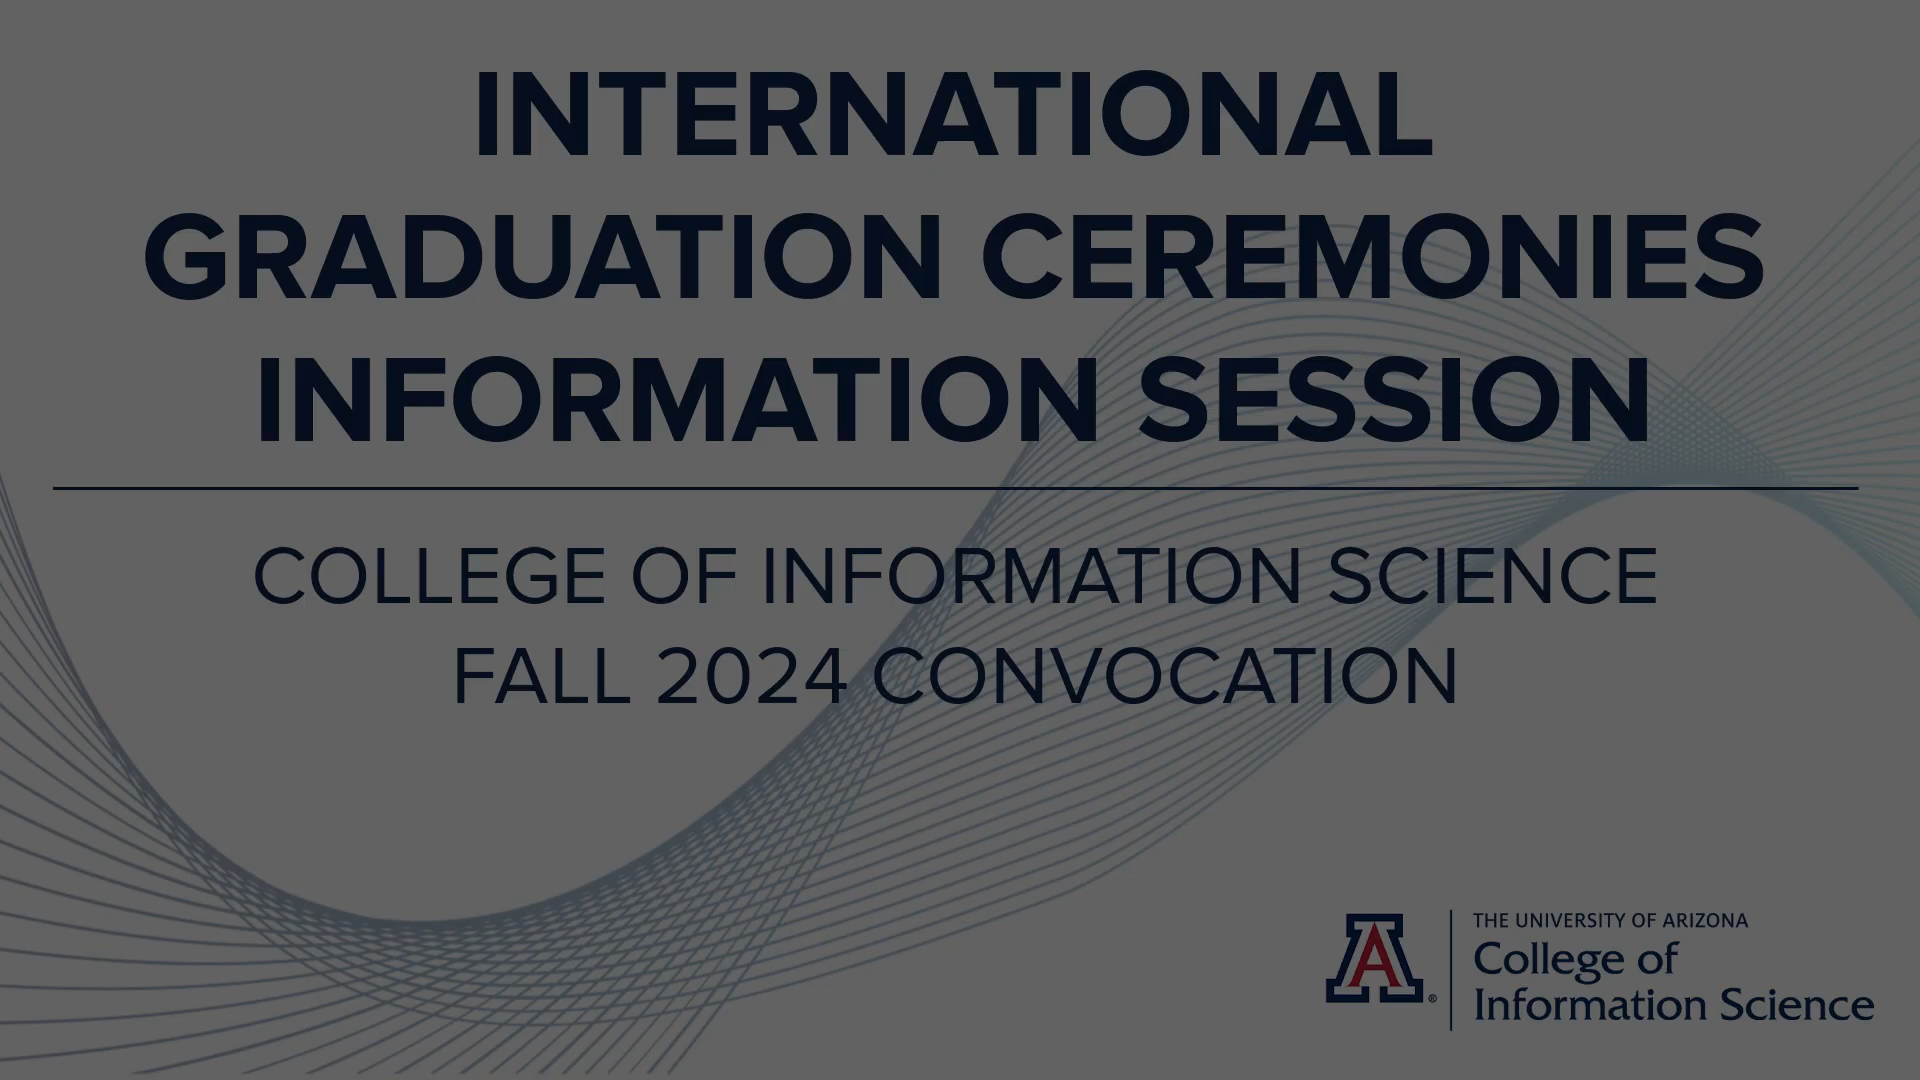 INTERNATIONAL
GRADUATION CEREMONIES
INFORMATION SESSION
COLLEGE OF INFORMATION SCIENCE
FALL 2024 CONVOCATION
A®
THE UNIVERSITY OF ARIZONA
College of
Information Science